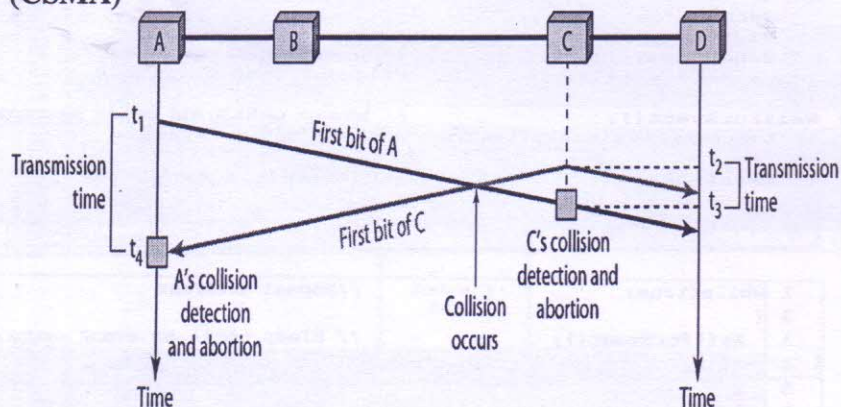 (CSMA)
A B C D
t1
First bit of A
Transmission
time
t2
t3
Transmission
time
First bit of C
t4
A's collision
detection
and abortion
Collision
occurs
C's collision
detection and
abortion
Time
Time